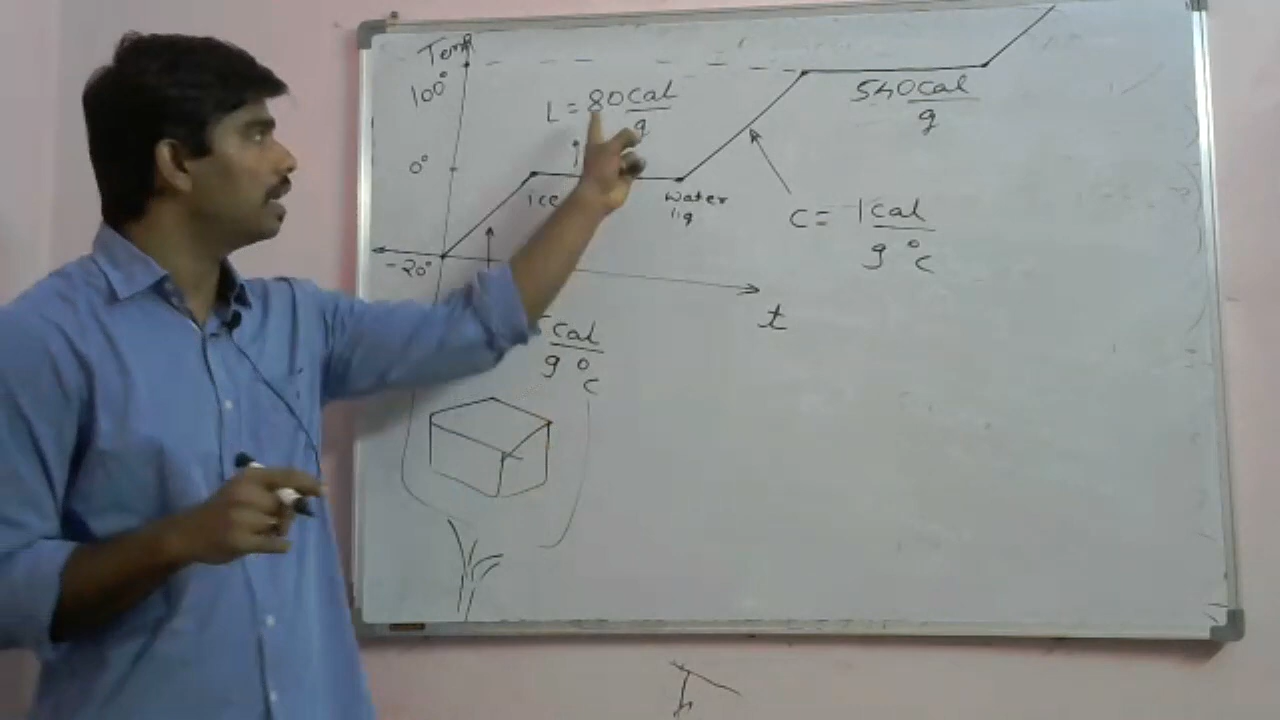 Temp
100°
L = 80 cal/g
540 cal/g
0°
ice
water
liq
C = 1 cal/g °C
-20°
t
cal/g °C